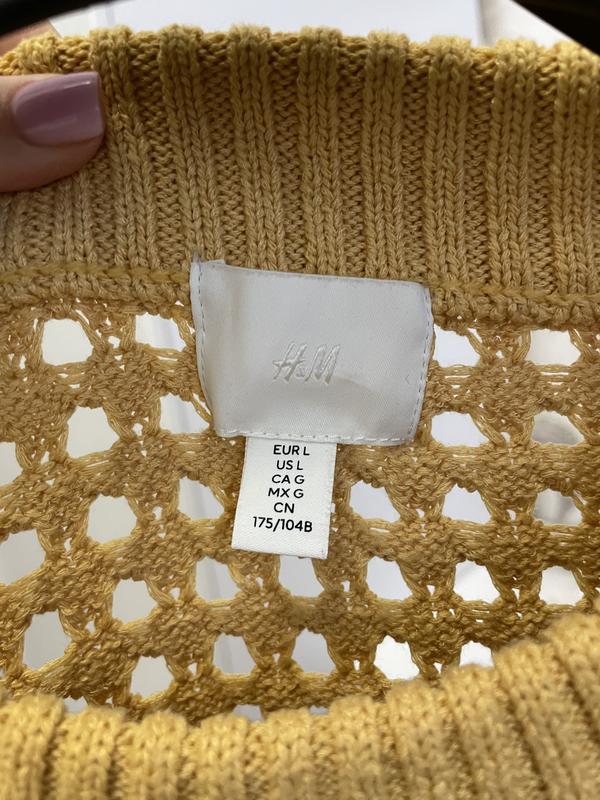 H&M
EUR L
US L
CA G
MX G
CN
175/104B